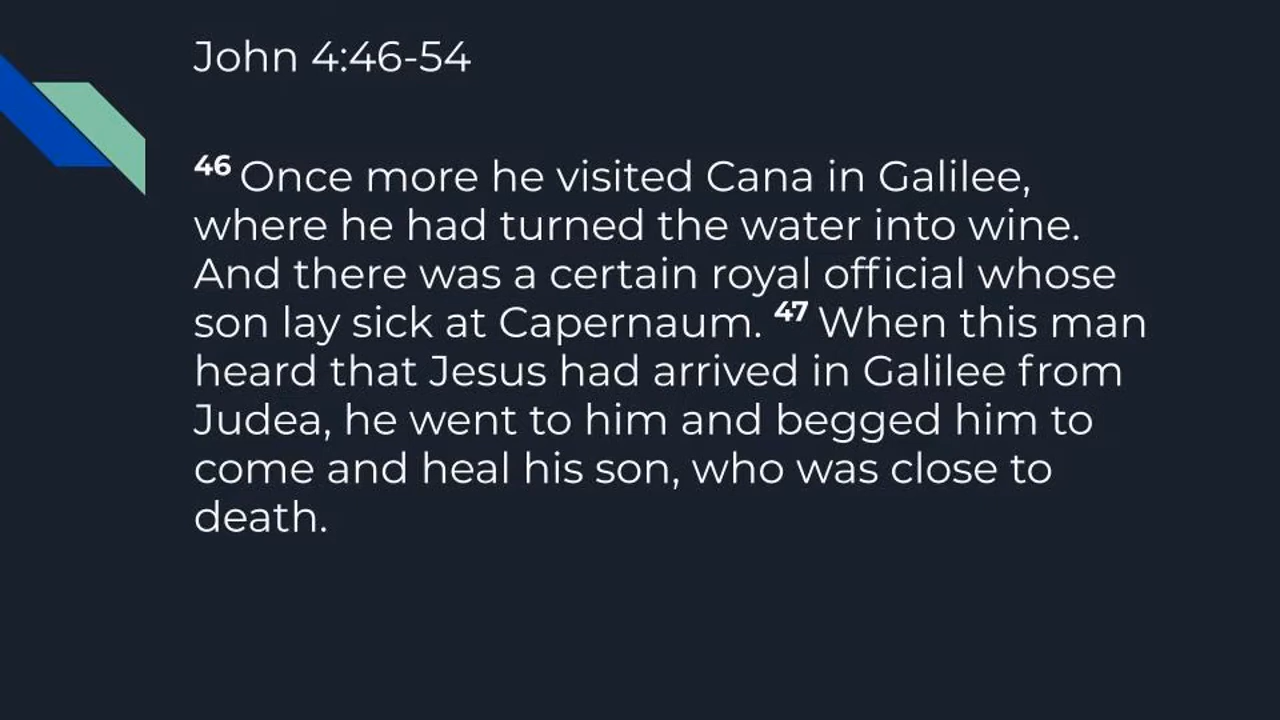 John 4:46-54
46 Once more he visited Cana in Galilee,
where he had turned the water into wine.
And there was a certain royal official whose
son lay sick at Capernaum. 47 When this man
heard that Jesus had arrived in Galilee from
Judea, he went to him and begged him to
come and heal his son, who was close to
death.